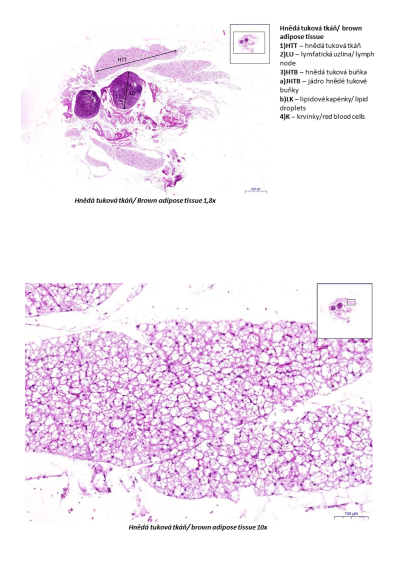 Hnědá tuková tkáň/ brown
adipose tissue
1)HTT – hnědá tuková tkáň
2)LU – lymfatická uzlina/ lymph
node
3)HTB – hnědá tuková buňka
a)JHTB – jádro hnědé tukové
buňky
b)LK – lipidové kapénky/ lipid
droplets
4)K – krvinky/red blood cells
HTT
LU
Hnědá tuková tkáň/ Brown adipose tissue 1,8x
100 µm
Hnědá tuková tkáň/ brown adipose tissue 10x